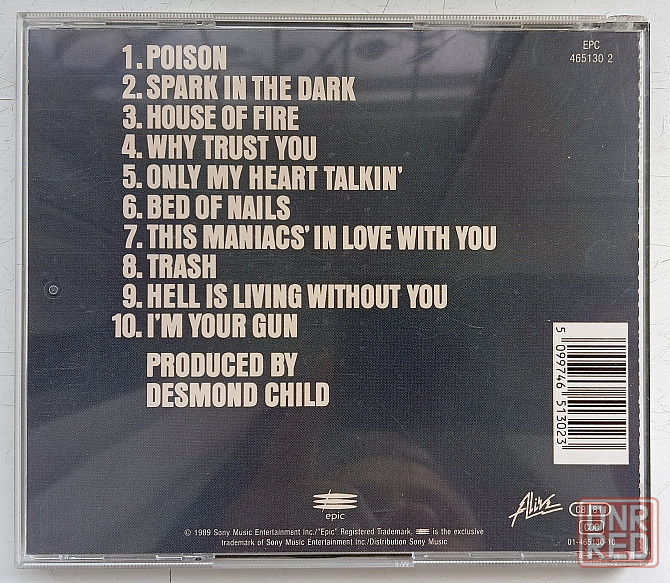 EPC
465130 2
1. POISON
2. SPARK IN THE DARK
3. HOUSE OF FIRE
4. WHY TRUST YOU
5. ONLY MY HEART TALKIN'
6. BED OF NAILS
7. THIS MANIACS' IN LOVE WITH YOU
8. TRASH
9. HELL IS LIVING WITHOUT YOU
10. I'M YOUR GUN
PRODUCED BY
DESMOND CHILD
5 099746 513023
epic
Alive
CB 811
CDC
© 1989 Sony Music Entertainment Inc./"Epic" Registered Trademark. is the exclusive
trademark of Sony Music Entertainment Inc./Distribution Sony Music
01-465130-10
UNR
RED